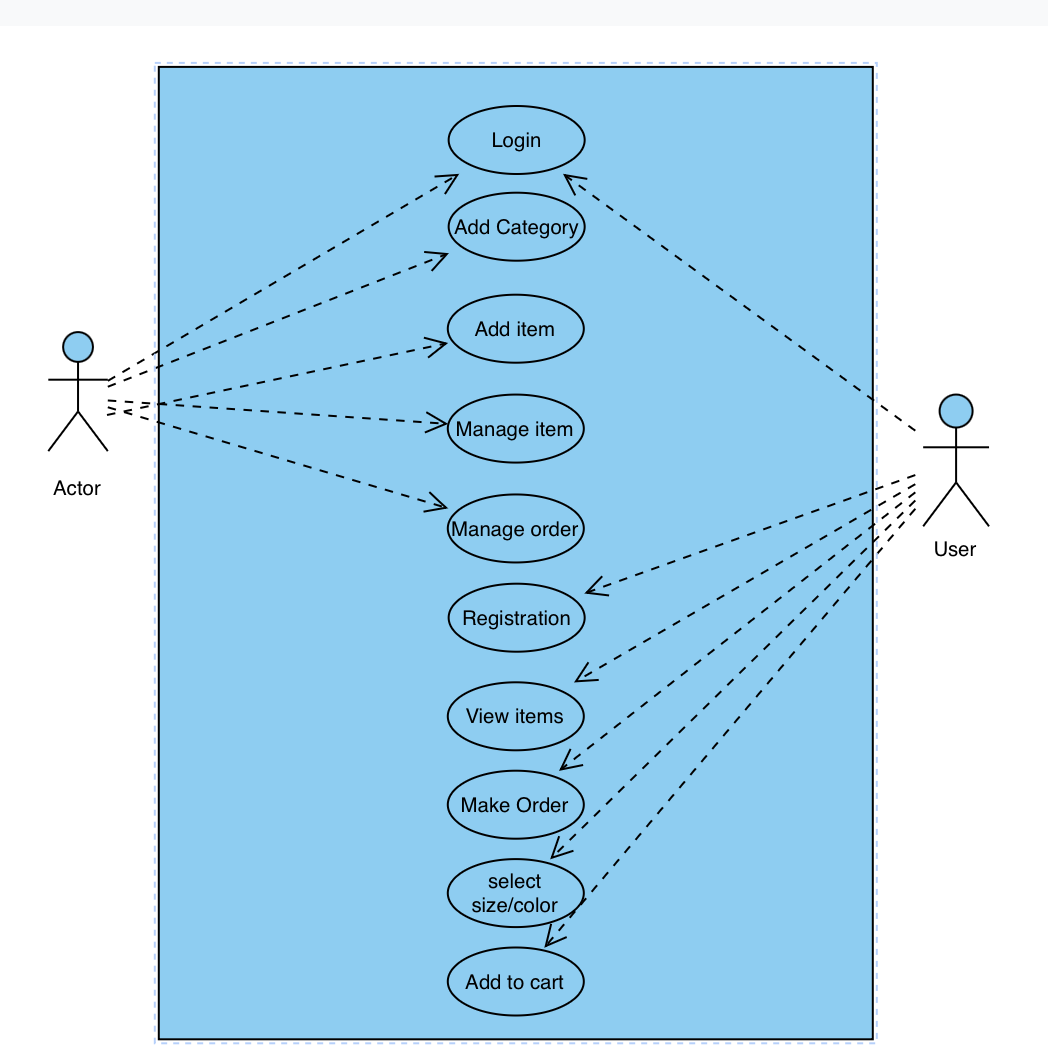 Login
Add Category
Add item
Manage item
Actor
Manage order
User
Registration
View items
Make Order
select
size/color
Add to cart